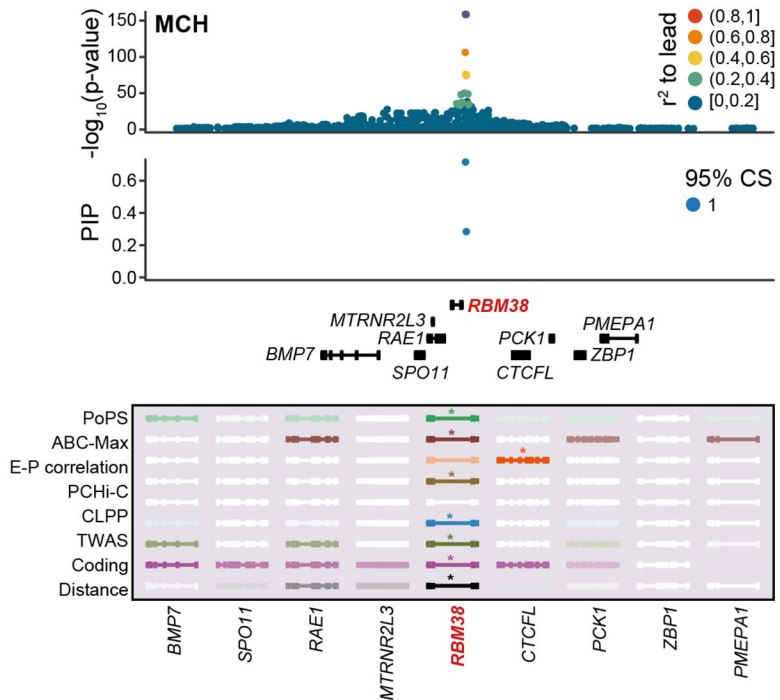 MCH
-log10(p-value)
150
100
50
0
r2 to lead
(0.8,1]
(0.6,0.8]
(0.4,0.6]
(0.2,0.4]
[0,0.2]
PIP
0.6
0.4
0.2
0.0
95% CS
1
RBM38
MTRNR2L3
PMEPA1
RAE1
PCK1
BMP7
ZBP1
SPO11
CTCFL
PoPS
*
ABC-Max
*
E-P correlation
*
PCHi-C
*
CLPP
*
TWAS
*
Coding
*
Distance
*
BMP7
SPO11
RAE1
MTRNR2L3
RBM38
CTCFL
PCK1
ZBP1
PMEPA1